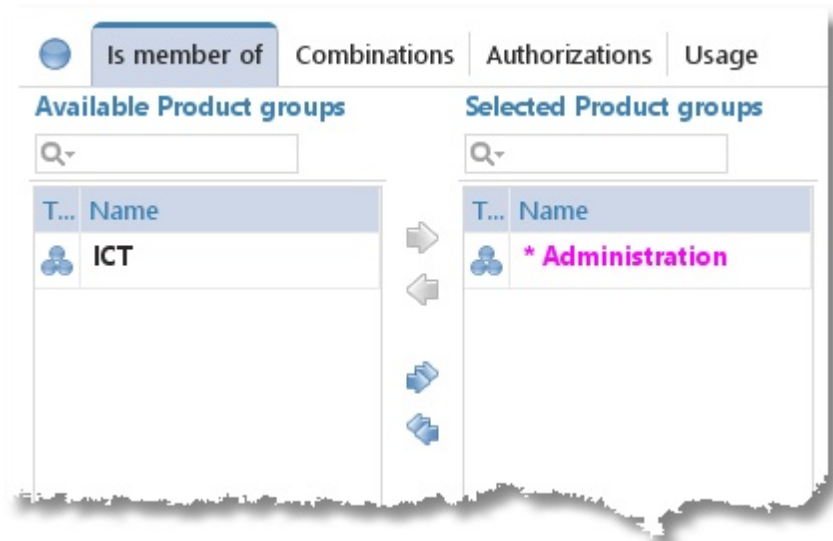 Is member of Combinations Authorizations Usage
Available Product groups Selected Product groups
T... Name T... Name
ICT * Administration